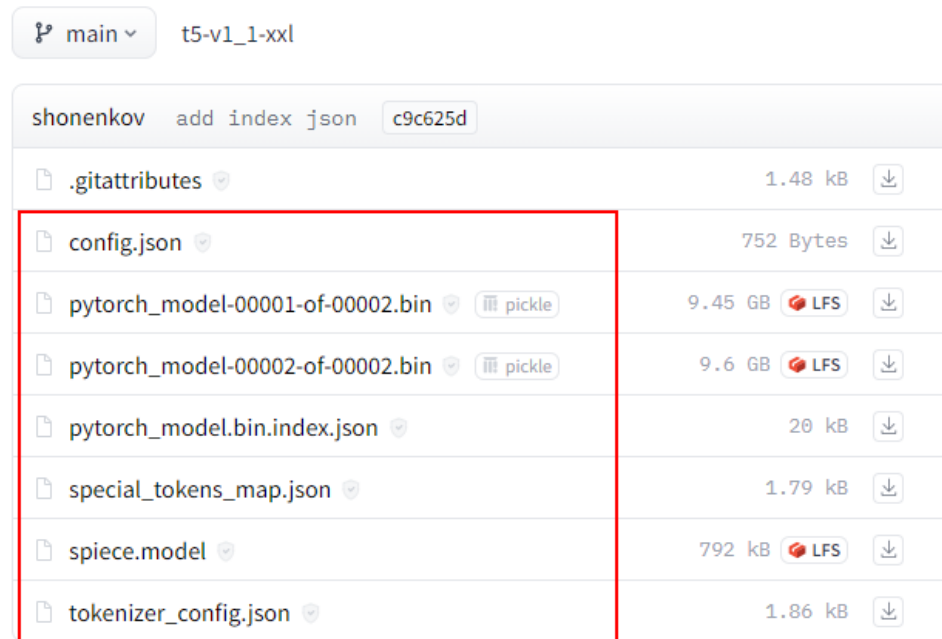 main t5-v1_1-xxl
shonenkov add index json c9c625d
.gitattributes 1.48 kB
config.json 752 Bytes
pytorch_model-00001-of-00002.bin pickle 9.45 GB LFS
pytorch_model-00002-of-00002.bin pickle 9.6 GB LFS
pytorch_model.bin.index.json 20 kB
special_tokens_map.json 1.79 kB
spiece.model 792 kB LFS
tokenizer_config.json 1.86 kB